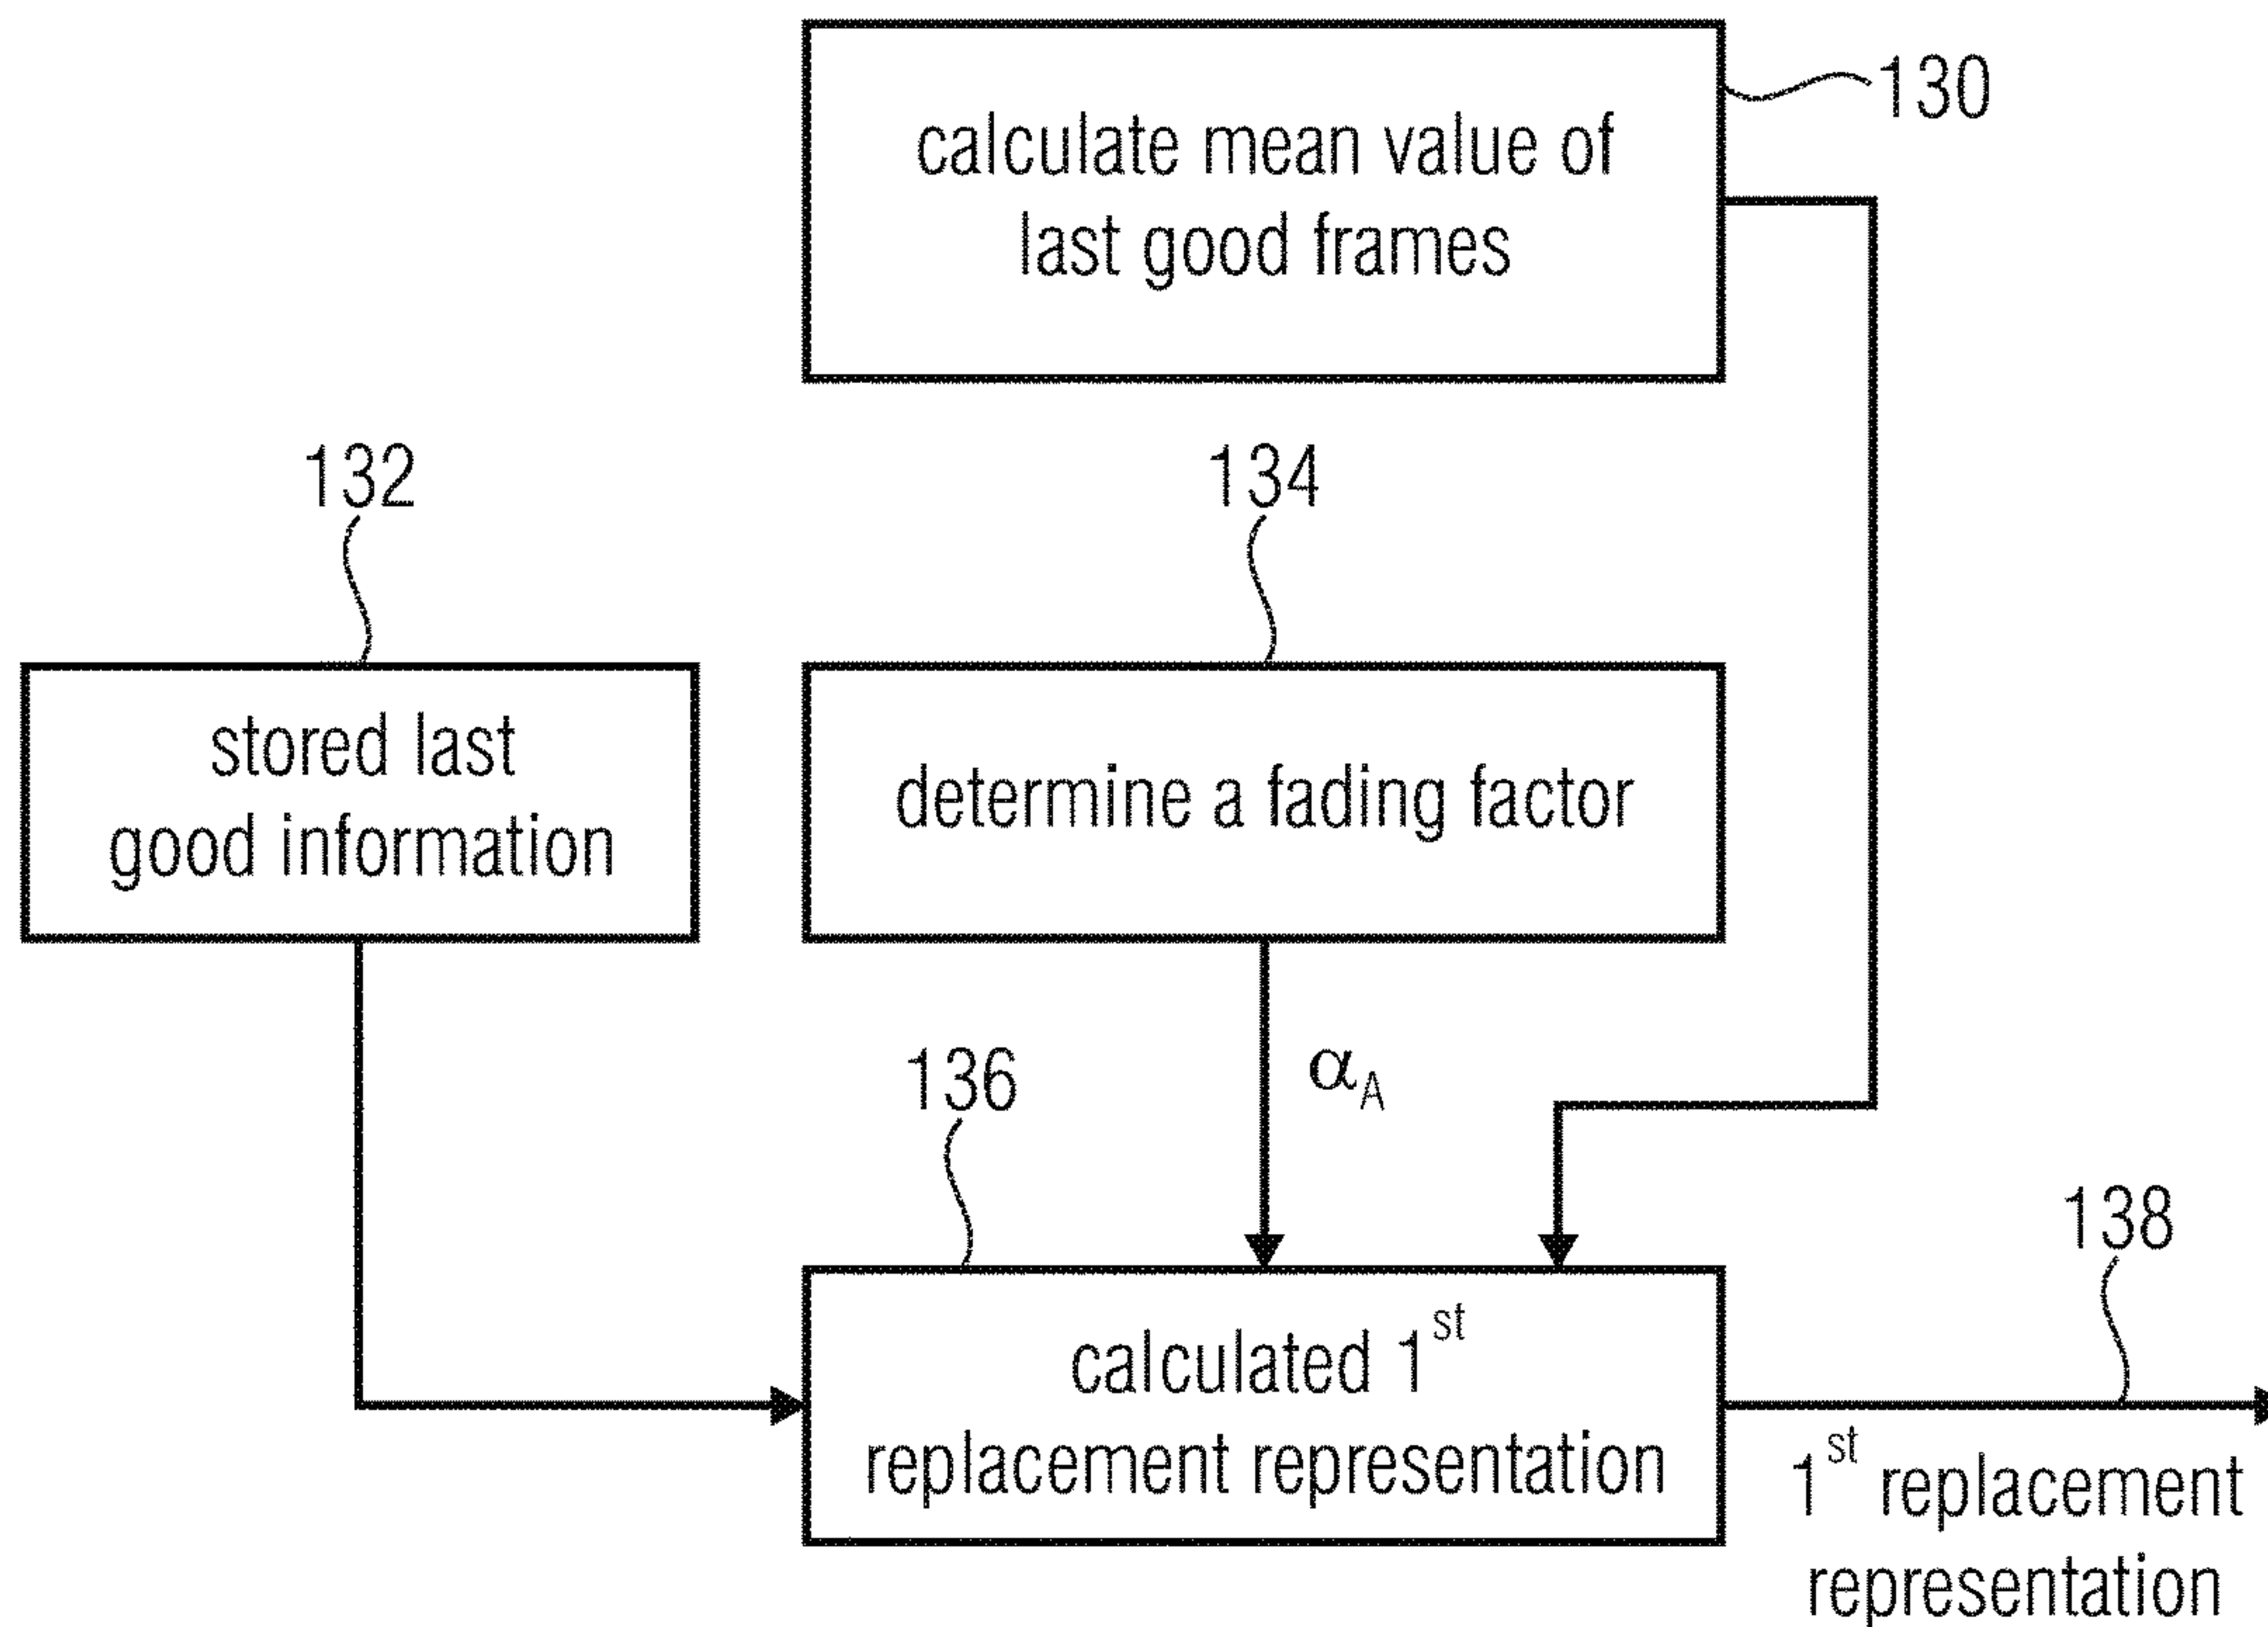 calculate mean value of
last good frames
130
132
134
stored last
good information
determine a fading factor
αA
136
138
calculated 1st
replacement representation
1st replacement
representation